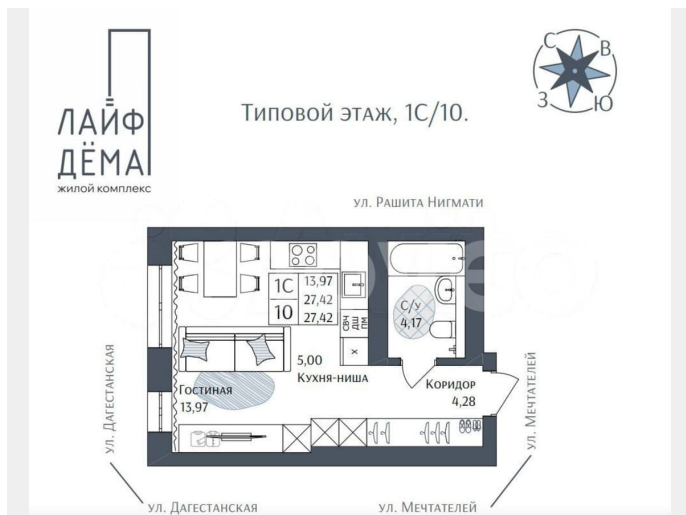 ЛАЙФ
ДЁМА
ЖИЛОЙ КОМПЛЕКС
Типовой этаж, 1С/10.
С
В
З
Ю
ул. Рашита Нигмати
1С
13,97
27,42
10
27,42
С/у
4,17
СВЧ
ДШ
ПМ
Х
5,00
Кухня-ниша
Гостиная
13,97
Коридор
4,28
ул. Дагестанская
ул. Мечтателей
ул. Дагестанская
ул. Мечтателей